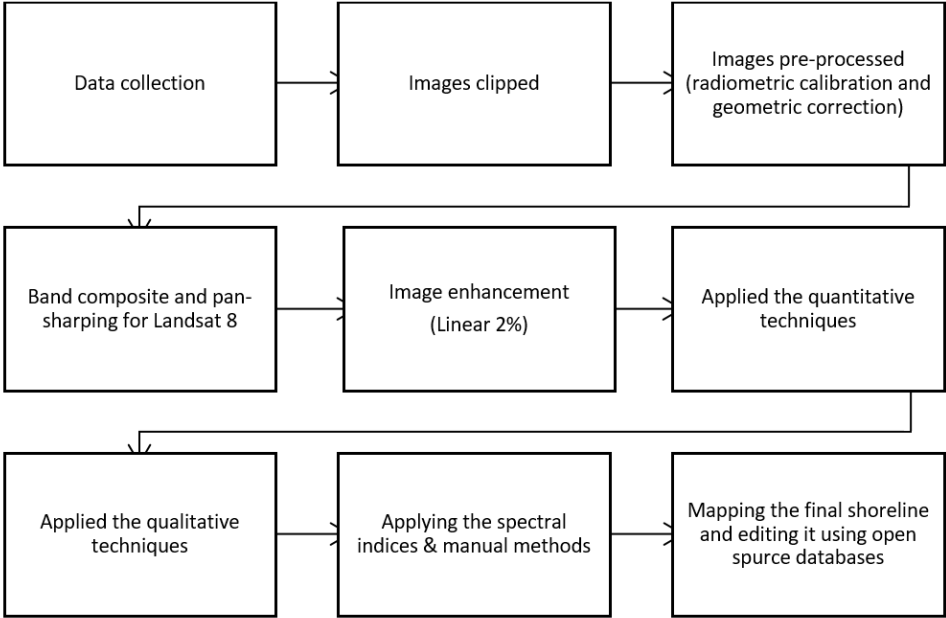 Data collection
Images clipped
Images pre-processed
(radiometric calibration and
geometric correction)
Band composite and pan-
sharping for Landsat 8
Image enhancement
(Linear 2%)
Applied the quantitative
techniques
Applied the qualitative
techniques
Applying the spectral
indices & manual methods
Mapping the final shoreline
and editing it using open
spurce databases